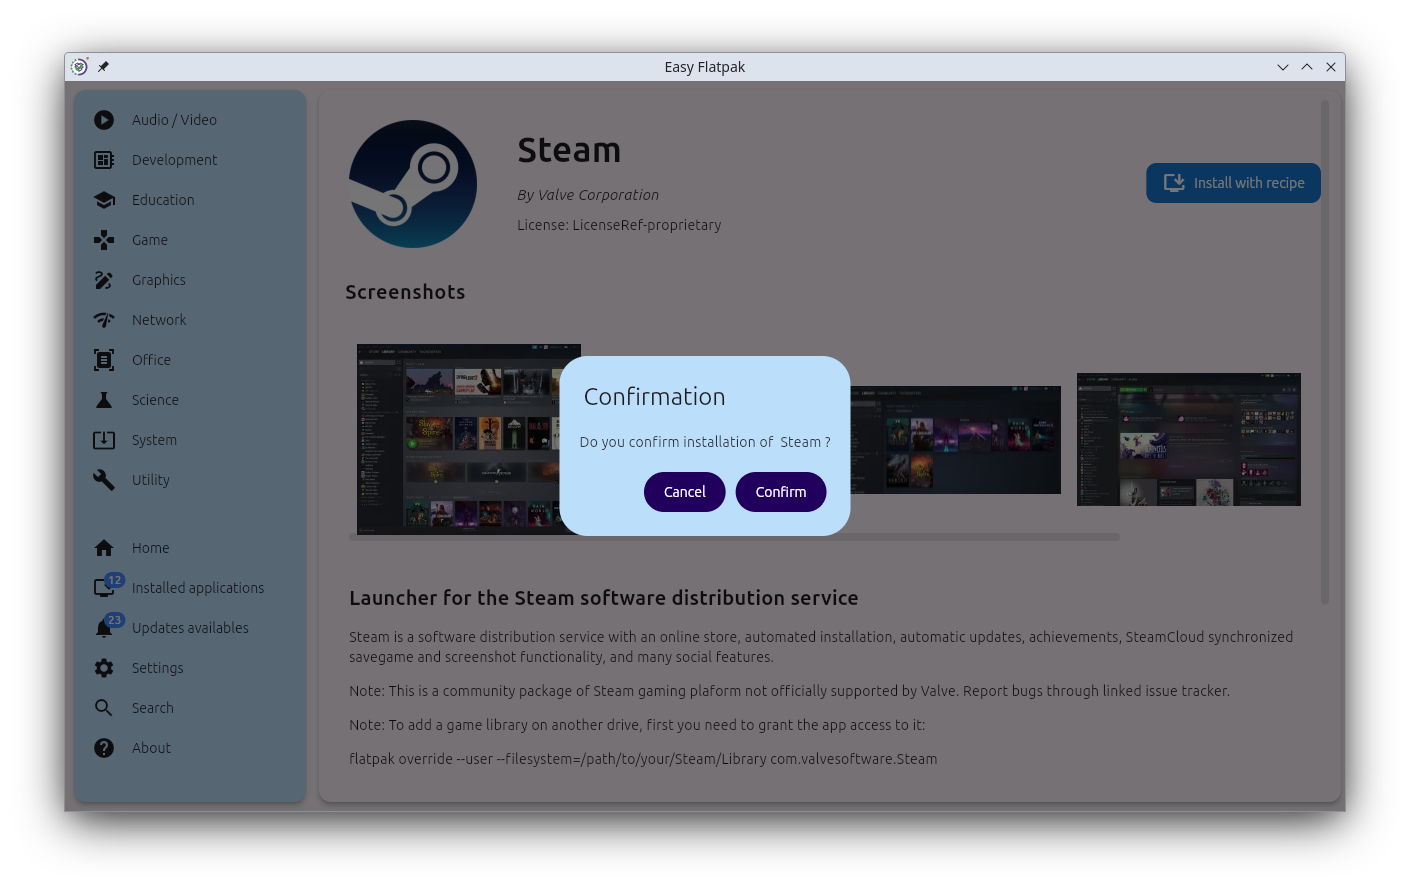 Easy Flatpak
Audio / Video
Development
Education
Game
Graphics
Network
Office
Science
System
Utility
Home
12
Installed applications
23
Updates availables
Settings
Search
About
Steam
By Valve Corporation
License: LicenseRef-proprietary
Install with recipe
Screenshots
Confirmation
Do you confirm installation of  Steam ?
Cancel
Confirm
Launcher for the Steam software distribution service
Steam is a software distribution service with an online store, automated installation, automatic updates, achievements, SteamCloud synchronized
savegame and screenshot functionality, and many social features.
Note: This is a community package of Steam gaming plaform not officially supported by Valve. Report bugs through linked issue tracker.
Note: To add a game library on another drive, first you need to grant the app access to it:
flatpak override --user --filesystem=/path/to/your/Steam/Library com.valvesoftware.Steam